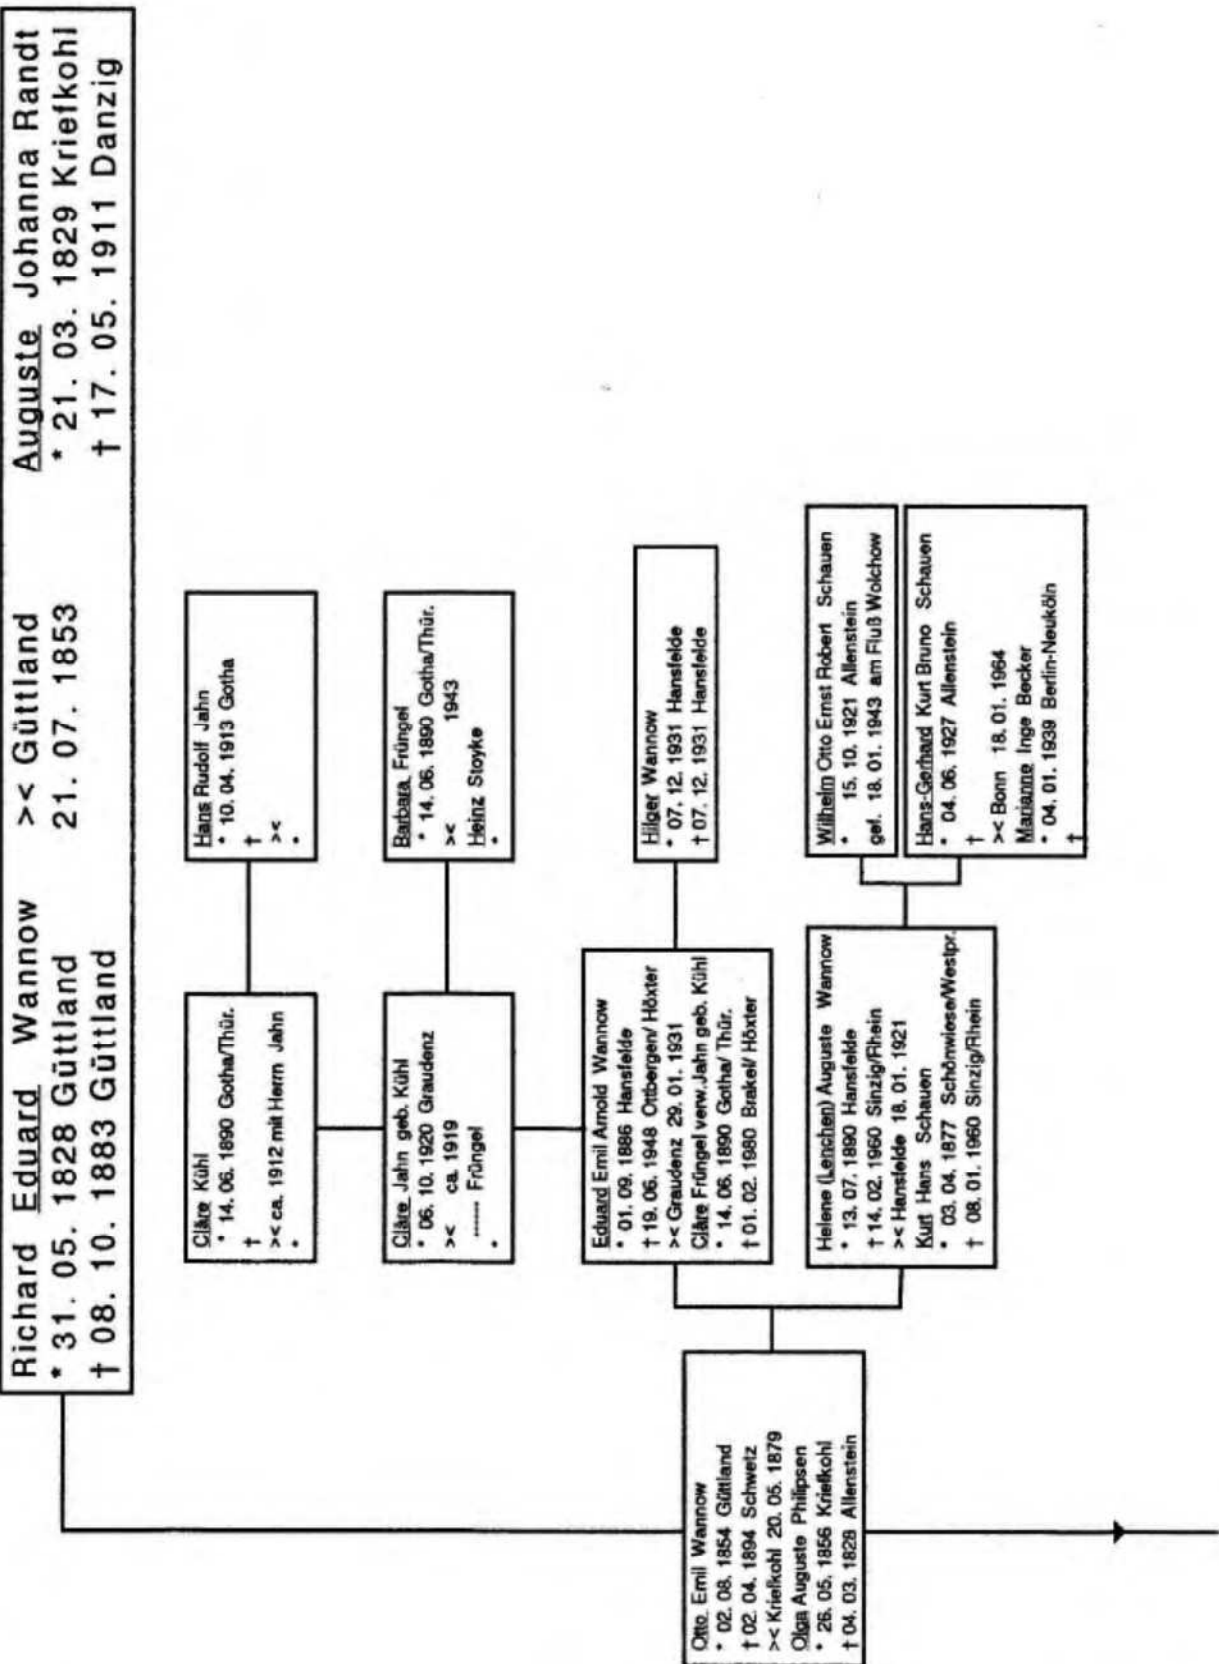 Richard Eduard Wannow >< Güttland Auguste Johanna Randt
* 31. 05. 1828 Güttland 21. 07. 1853 * 21. 03. 1829 Kriefkohl
† 08. 10. 1883 Güttland † 17. 05. 1911 Danzig
Cläre Kühl
* 14. 06. 1890 Gotha/Thür.
†
>< ca. 1912 mit Herrn Jahn
*
Hans Rudolf Jahn
* 10. 04. 1913 Gotha
†
><
*
Cläre Jahn geb. Kühl
* 06. 10. 1920 Graudenz
>< ca. 1919
------ Früngel
*
Barbara Früngel
* 14. 06. 1890 Gotha/Thür.
>< 1943
Heinz Stoyke
*
Eduard Emil Arnold Wannow
* 01. 09. 1886 Hansfelde
† 19. 06. 1948 Ottbergen/ Höxter
>< Graudenz 29. 01. 1931
Cläre Früngel verw.Jahn geb. Kühl
* 14. 06. 1890 Gotha/ Thür.
† 01. 02. 1980 Brakel/ Höxter
Hilger Wannow
* 07. 12. 1931 Hansfelde
† 07. 12. 1931 Hansfelde
Otto Emil Wannow
* 02. 08. 1854 Güttland
† 02. 04. 1894 Schwetz
>< Kriefkohl 20. 05. 1879
Olga Auguste Philipsen
* 26. 05. 1856 Kriefkohl
† 04. 03. 1828 Allenstein
Helene (Lenchen) Auguste Wannow
* 13. 07. 1890 Hansfelde
† 14. 02. 1960 Sinzig/Rhein
>< Hansfelde 18. 01. 1921
Kurt Hans Schauen
* 03. 04. 1877 Schönwiese/Westpr.
† 08. 01. 1960 Sinzig/Rhein
Wilhelm Otto Ernst Robert Schauen
* 15. 10. 1921 Allenstein
gef. 18. 01. 1943 am Fluß Wolchow
Hans-Gerhard Kurt Bruno Schauen
* 04. 06. 1927 Allenstein
†
>< Bonn 18. 01. 1964
Marianne Inge Becker
* 04. 01. 1939 Berlin-Neuköln
†